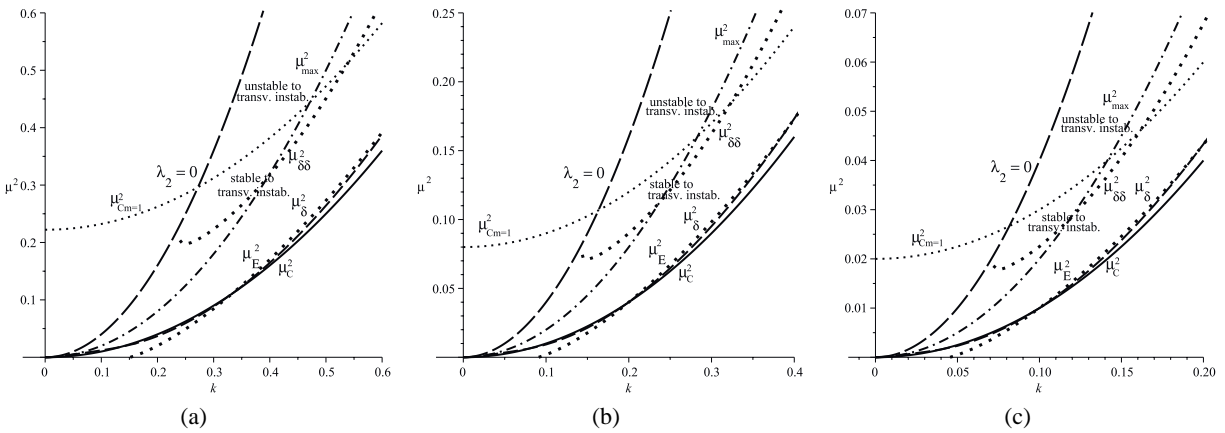 0.6
0.5
0.4
0.3
0.2
0.1
μ²
0
0.1
0.2
0.3
0.4
0.5
0.6
k
μ²max
unstable to
transv. instab.
λ₂ = 0
μ²δδ
stable to
transv. instab.
μ²Cm=1
μ²δ
μ²E
μ²C
(a)
0.25
0.20
0.15
0.10
0.05
μ²
0
0.1
0.2
0.3
0.4
k
μ²max
unstable to
transv. instab.
μ²δδ
λ₂ = 0
stable to
transv. instab.
μ²Cm=1
μ²δ
μ²E
μ²C
(b)
0.07
0.06
0.05
0.04
0.03
0.02
0.01
μ²
0
0.05
0.10
0.15
0.20
k
μ²max
unstable to
transv. instab.
λ₂ = 0
μ²δδ
μ²δ
stable to
transv. instab.
μ²Cm=1
μ²E
μ²C
(c)